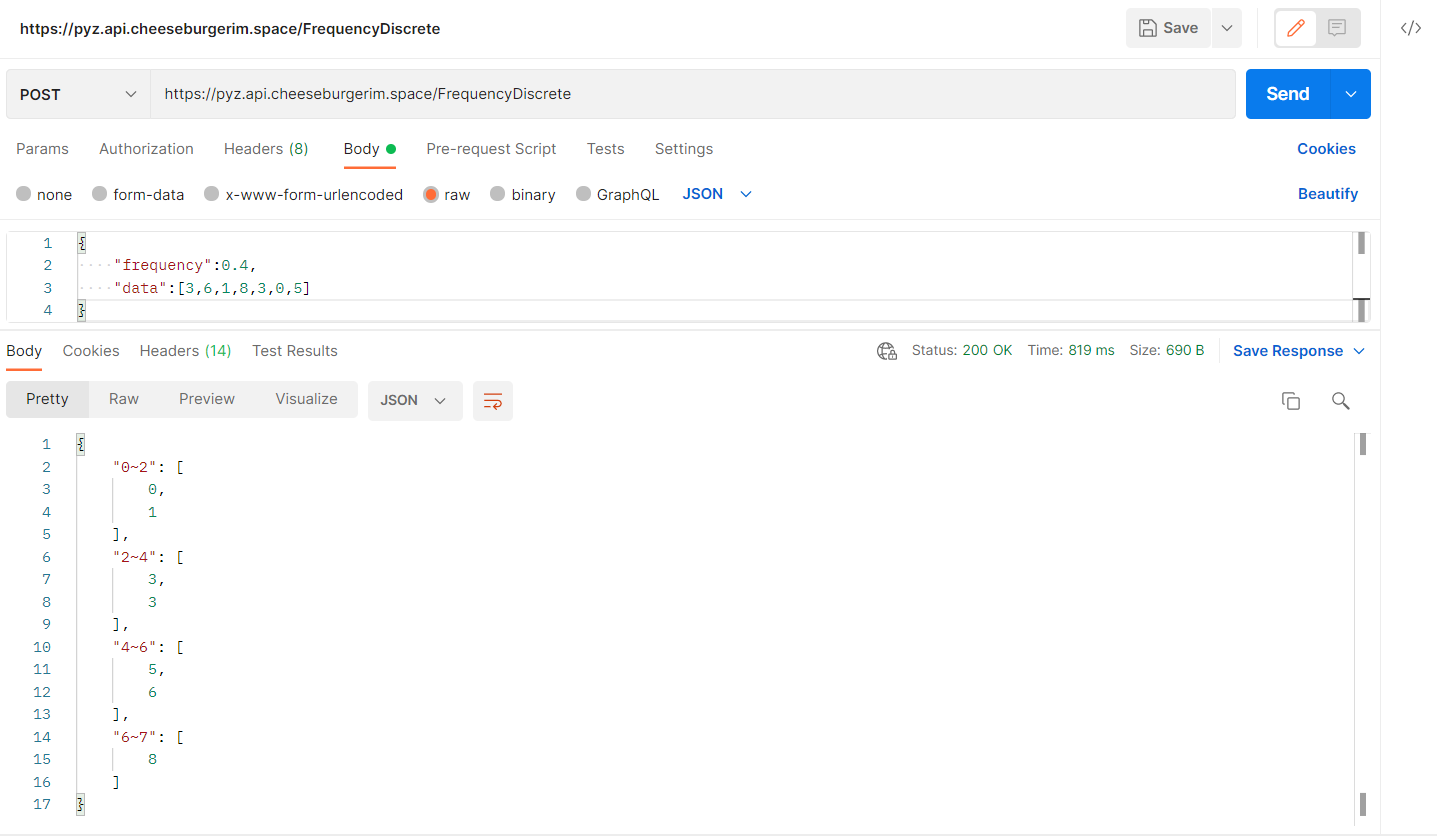 https://pyz.api.cheeseburgerim.space/FrequencyDiscrete Save </>
POST https://pyz.api.cheeseburgerim.space/FrequencyDiscrete Send
Params Authorization Headers (8) Body Pre-request Script Tests Settings Cookies
none form-data x-www-form-urlencoded raw binary GraphQL JSON Beautify
1 {
2 ····"frequency":0.4,
3 ····"data":[3,6,1,8,3,0,5]
4 }
Body Cookies Headers (14) Test Results Status: 200 OK Time: 819 ms Size: 690 B Save Response
Pretty Raw Preview Visualize JSON
1 {
2 "0~2": [
3 0,
4 1
5 ],
6 "2~4": [
7 3,
8 3
9 ],
10 "4~6": [
11 5,
12 6
13 ],
14 "6~7": [
15 8
16 ]
17 }